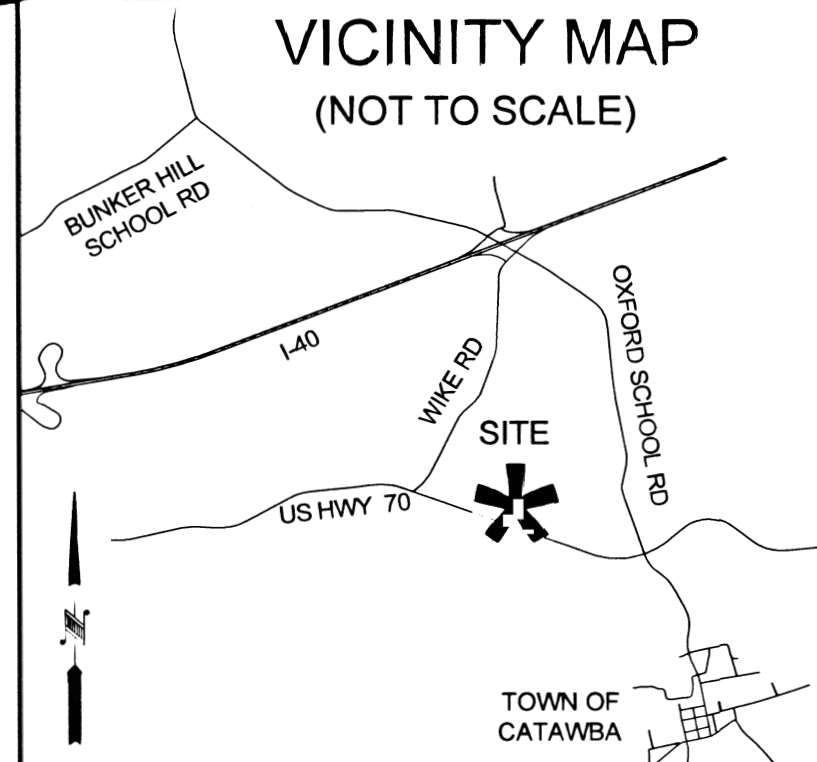 VICINITY MAP
(NOT TO SCALE)
BUNKER HILL
SCHOOL RD
I-40
WIKE RD
OXFORD SCHOOL RD
SITE
US HWY 70
N
TOWN OF
CATAWBA